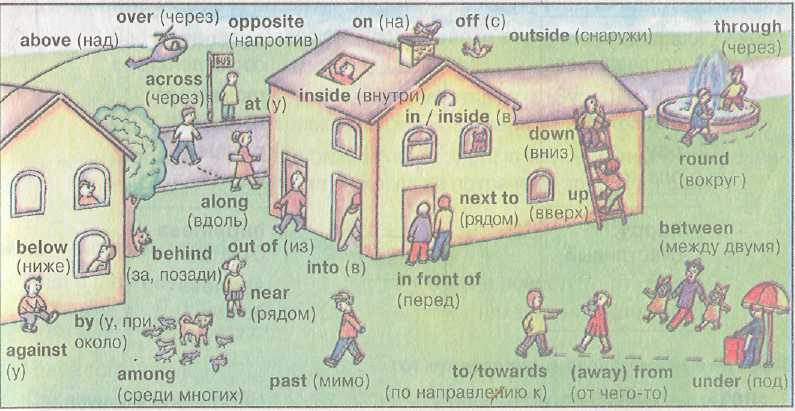 over (через)
above (над)
opposite
(напротив)
on (на)
off (с)
outside (снаружи)
through
(через)
BUS
across
(через)
at (у)
inside (внутри)
in / inside (в)
down
(вниз)
round
(вокруг)
along
(вдоль)
next to
(рядом)
up
(вверх)
between
(между двумя)
below
(ниже)
behind
(за, позади)
out of (из)
into (в)
in front of
(перед)
near
(рядом)
by (у, при,
около)
against
(у)
among
(среди многих)
past (мимо)
to/towards
(по направлению к)
(away) from
(от чего-то)
under (под)